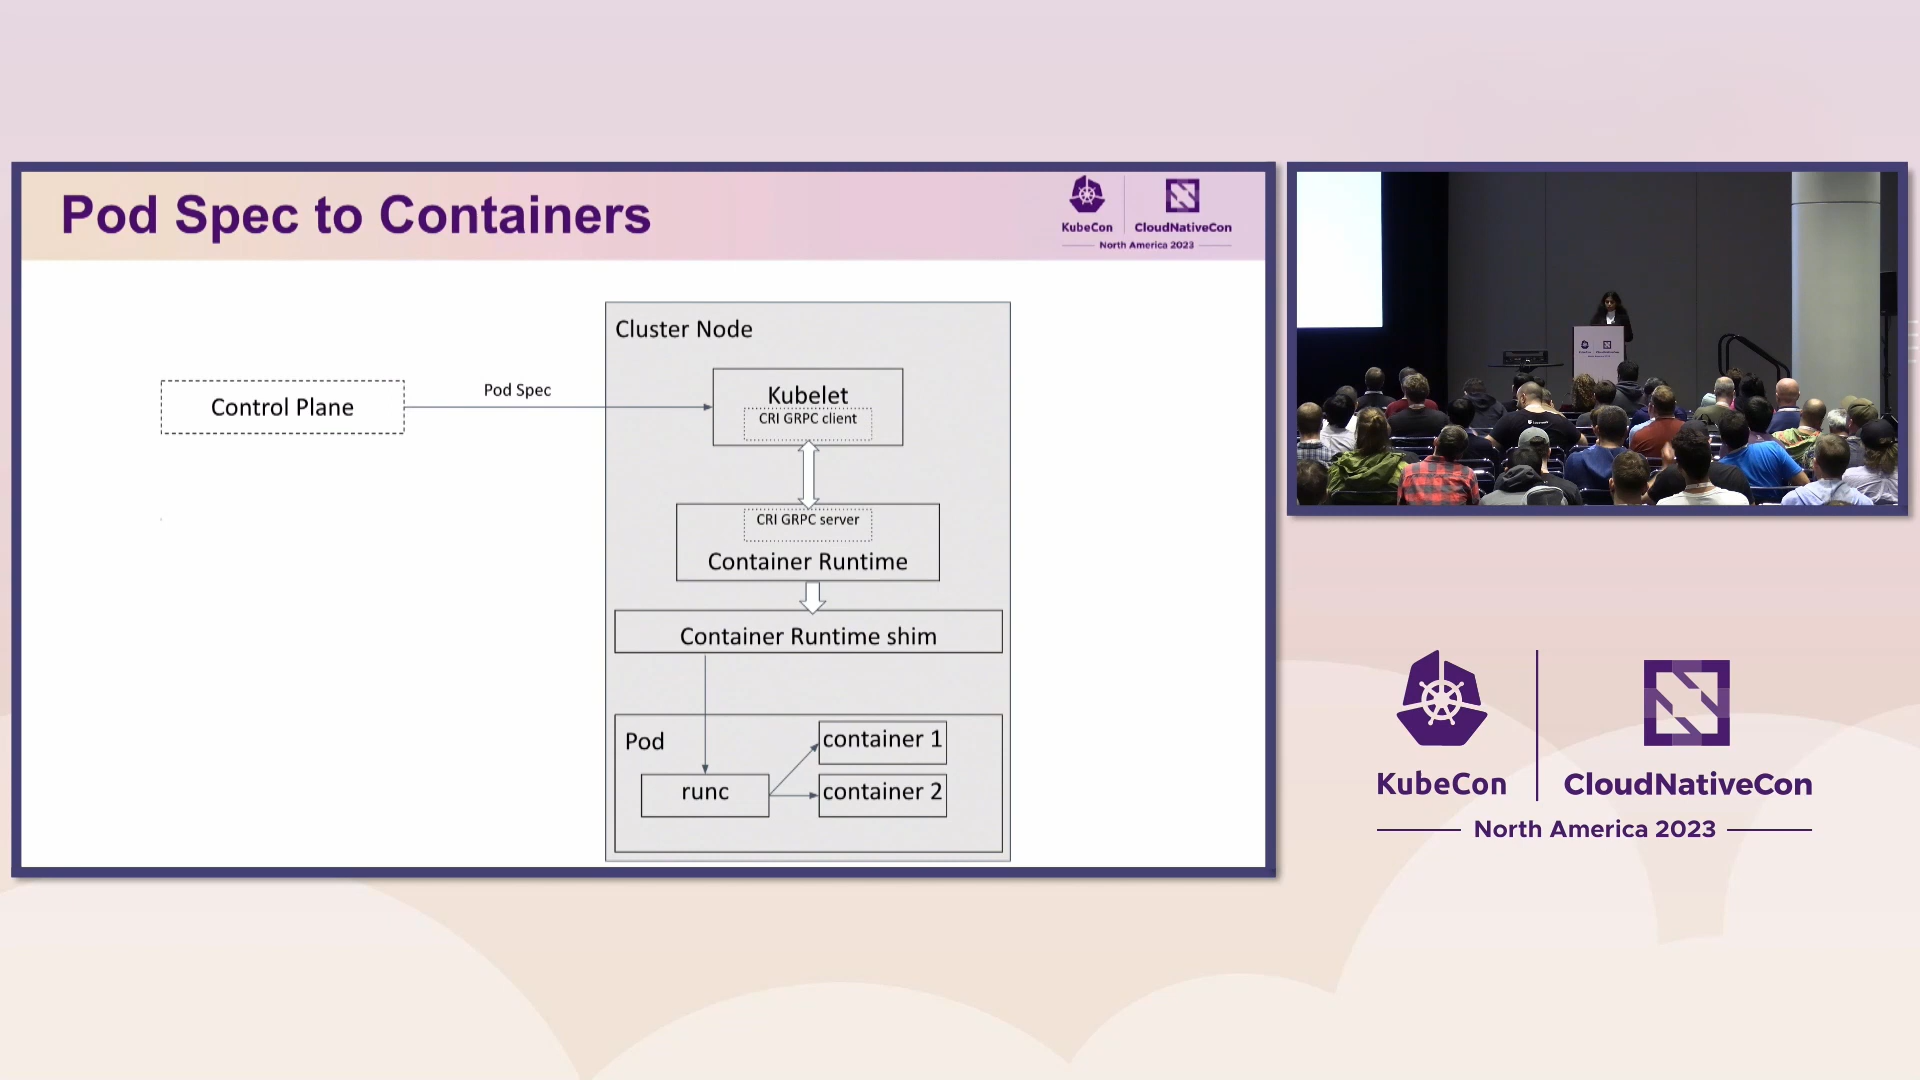 Pod Spec to Containers
KubeCon
CloudNativeCon
North America 2023
Cluster Node
Control Plane
Pod Spec
Kubelet
CRI GRPC client
CRI GRPC server
Container Runtime
Container Runtime shim
Pod
runc
container 1
container 2
KubeCon
CloudNativeCon
North America 2023